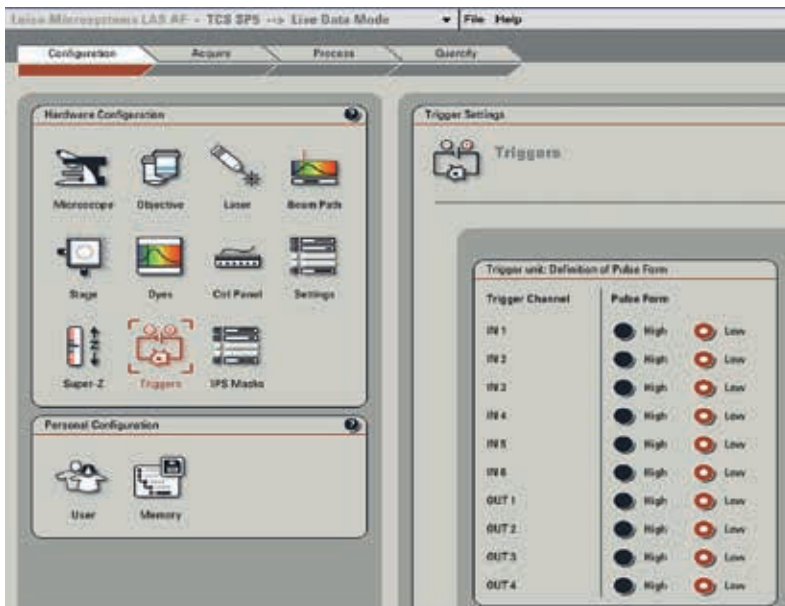 Leica Microsystems LAS AF - TCS SP5 --> Live Data Mode
File Help
Configuration Acquire Process Quantify
Hardware Configuration
Microscope Objective Laser Beam Path
Stage Dyes Ctrl Panel Settings
Super-Z Triggers IPS Masks
Personal Configuration
User Memory
Trigger Settings
Triggers
Trigger unit: Definition of Pulse Form
Trigger Channel Pulse Form
IN 1 High Low
IN 2 High Low
IN 3 High Low
IN 4 High Low
IN 5 High Low
IN 6 High Low
OUT 1 High Low
OUT 2 High Low
OUT 3 High Low
OUT 4 High Low